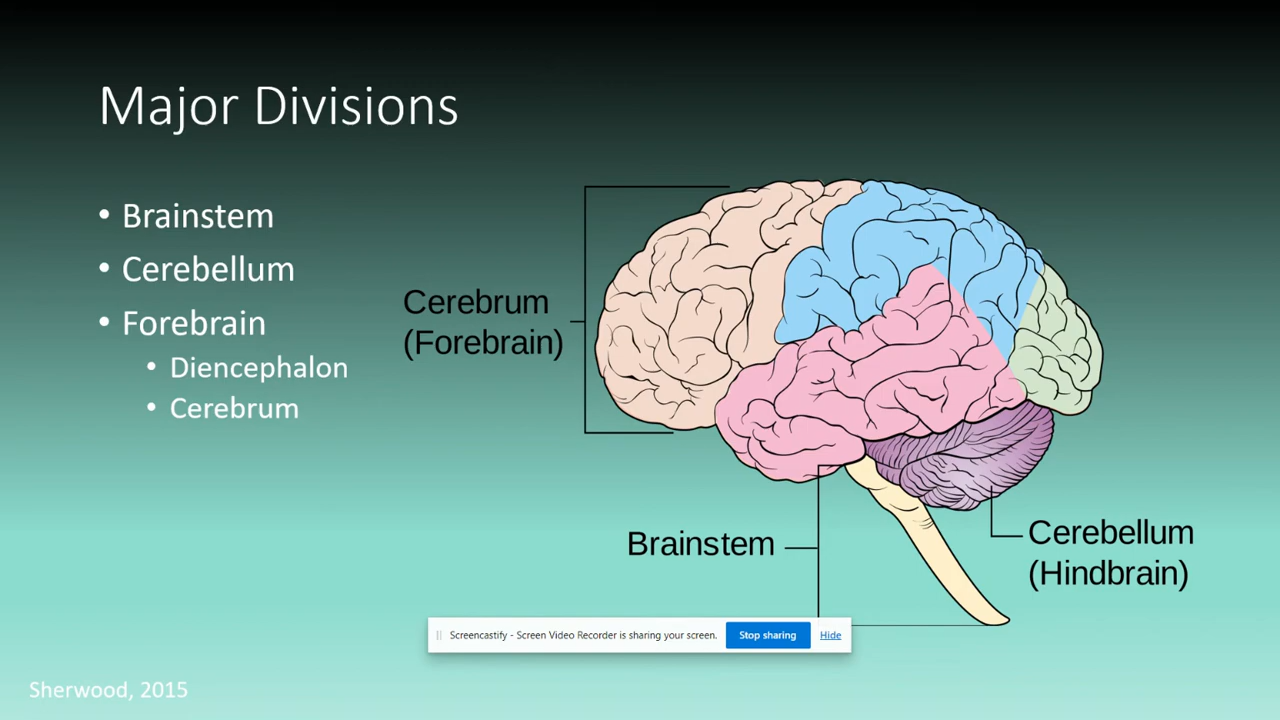 Major Divisions
• Brainstem
• Cerebellum
• Forebrain
• Diencephalon
• Cerebrum
Cerebrum
(Forebrain)
Brainstem
Cerebellum
(Hindbrain)
Screencastify - Screen Video Recorder is sharing your screen. Stop sharing Hide
Sherwood, 2015